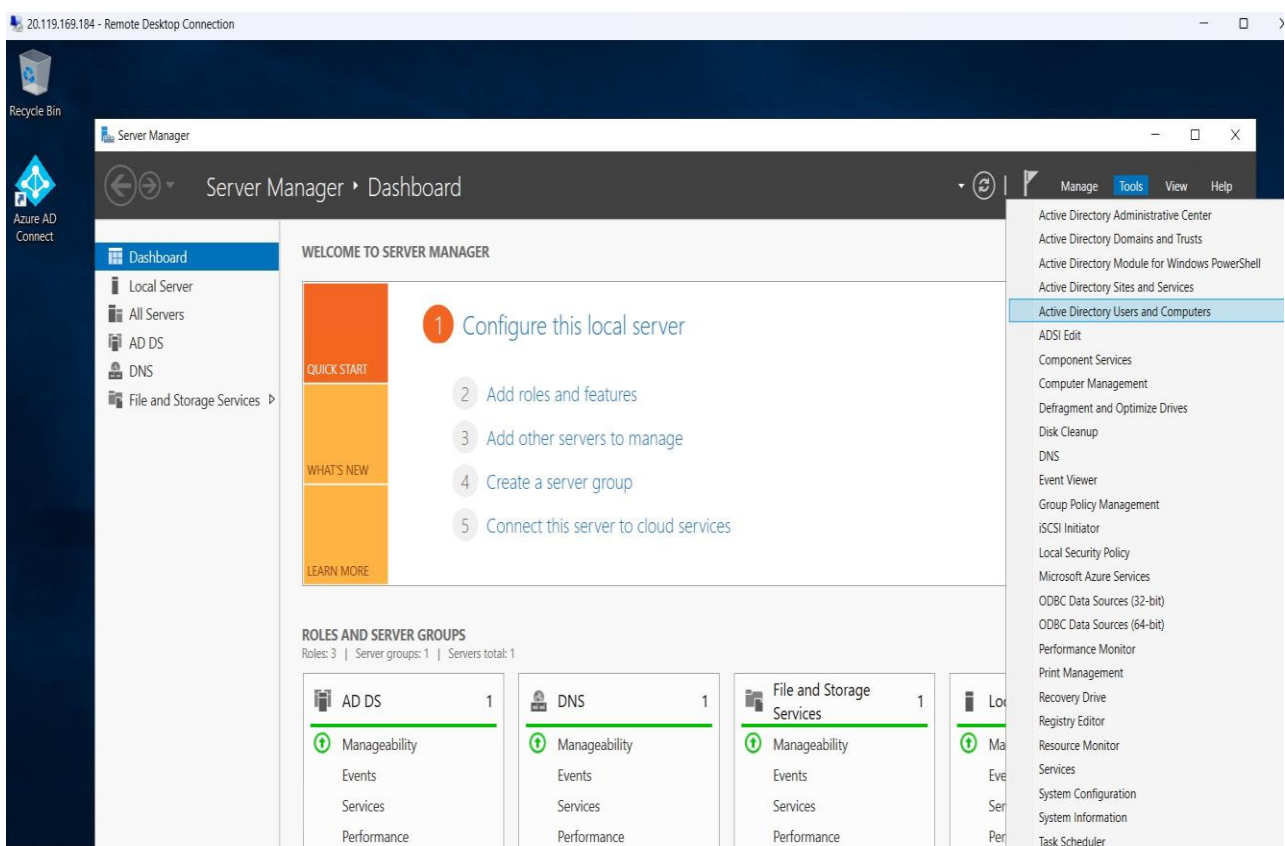 20.119.169.184 - Remote Desktop Connection
Recycle Bin
Azure AD
Connect
Server Manager
Server Manager • Dashboard
Manage Tools View Help
Dashboard
Local Server
All Servers
AD DS
DNS
File and Storage Services
WELCOME TO SERVER MANAGER
QUICK START
WHAT'S NEW
LEARN MORE
1 Configure this local server
2 Add roles and features
3 Add other servers to manage
4 Create a server group
5 Connect this server to cloud services
ROLES AND SERVER GROUPS
Roles: 3 | Server groups: 1 | Servers total: 1
AD DS 1
Manageability
Events
Services
Performance
DNS 1
Manageability
Events
Services
Performance
File and Storage
Services 1
Manageability
Events
Services
Performance
Loc
Ma
Eve
Ser
Per
Active Directory Administrative Center
Active Directory Domains and Trusts
Active Directory Module for Windows PowerShell
Active Directory Sites and Services
Active Directory Users and Computers
ADSI Edit
Component Services
Computer Management
Defragment and Optimize Drives
Disk Cleanup
DNS
Event Viewer
Group Policy Management
iSCSI Initiator
Local Security Policy
Microsoft Azure Services
ODBC Data Sources (32-bit)
ODBC Data Sources (64-bit)
Performance Monitor
Print Management
Recovery Drive
Registry Editor
Resource Monitor
Services
System Configuration
System Information
Task Scheduler